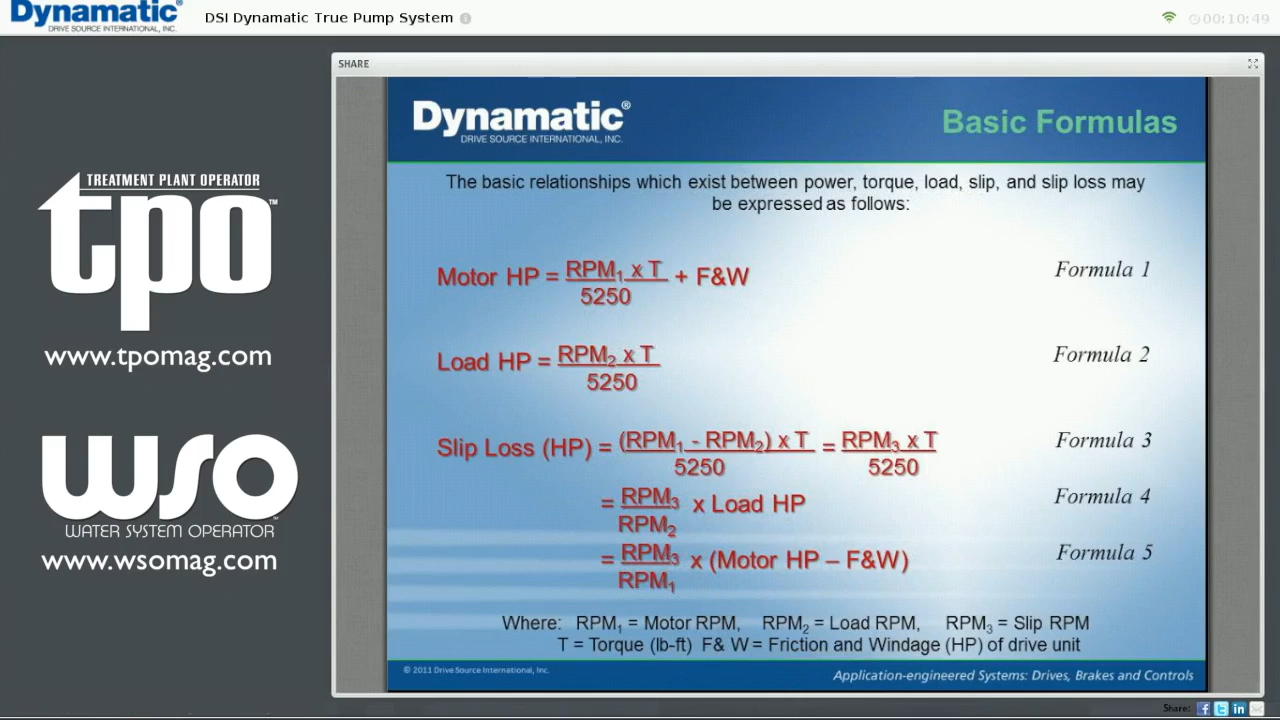 Dynamatic®
DRIVE SOURCE INTERNATIONAL, INC.
DSI Dynamatic True Pump System
00:10:49
SHARE
TREATMENT PLANT OPERATOR
tpo™
www.tpomag.com
wso
WATER SYSTEM OPERATOR
www.wsomag.com
Dynamatic®
DRIVE SOURCE INTERNATIONAL, INC.
Basic Formulas
The basic relationships which exist between power, torque, load, slip, and slip loss may
be expressed as follows:
Motor HP = RPM₁ x T + F&W
5250
Formula 1
Load HP = RPM₂ x T
5250
Formula 2
Slip Loss (HP) = (RPM₁ - RPM₂) x T = RPM₃ x T
5250 5250
Formula 3
= RPM₃ x Load HP
RPM₂
Formula 4
= RPM₃ x (Motor HP – F&W)
RPM₁
Formula 5
Where: RPM₁ = Motor RPM, RPM₂ = Load RPM, RPM₃ = Slip RPM
T = Torque (lb-ft) F& W = Friction and Windage (HP) of drive unit
© 2011 Drive Source International, Inc.
Application-engineered Systems: Drives, Brakes and Controls
Share: